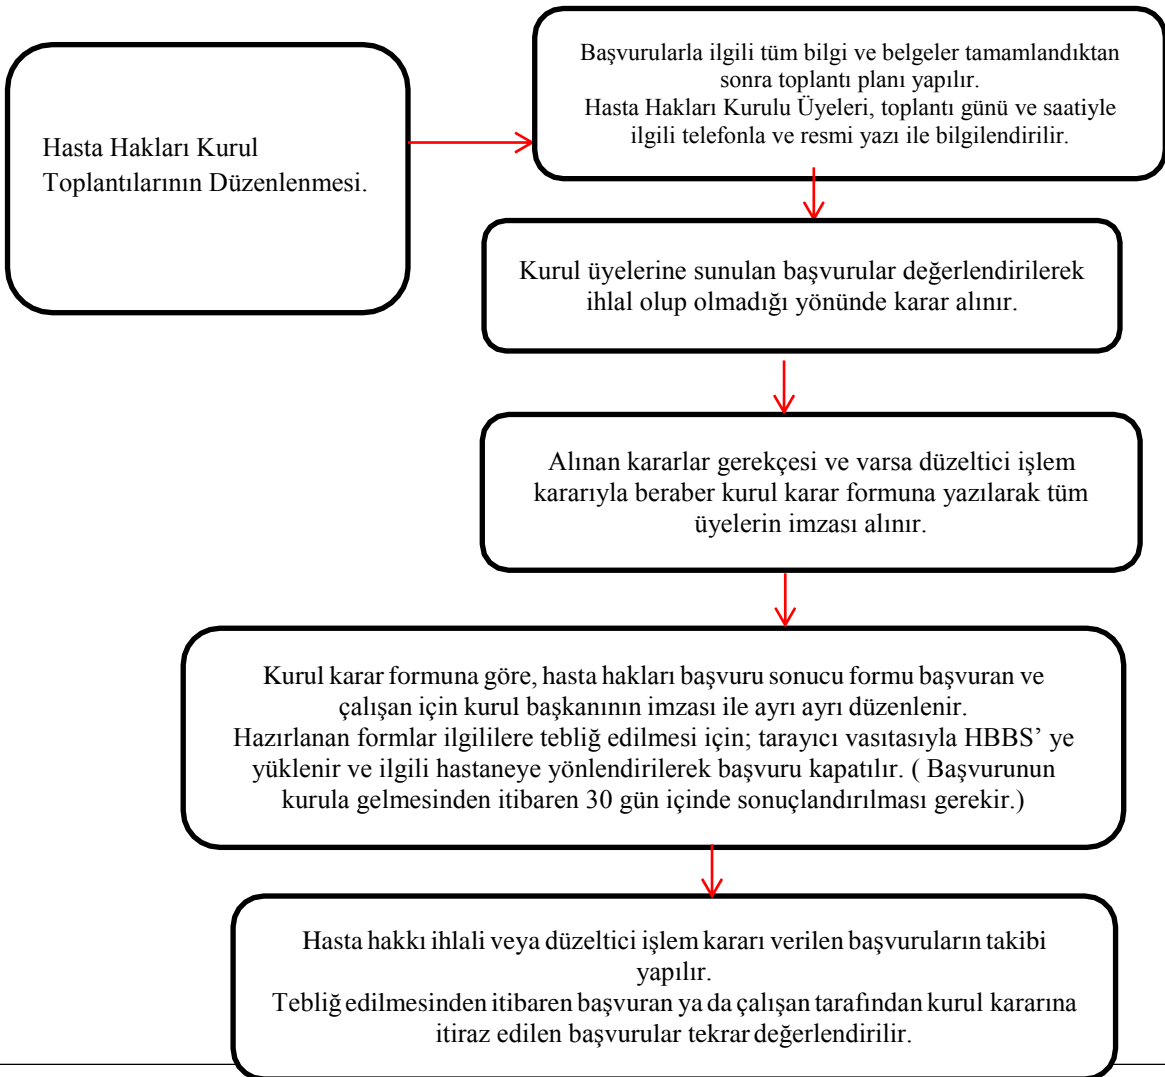 Hasta Hakları Kurul
Toplantılarının Düzenlenmesi.
Başvurularla ilgili tüm bilgi ve belgeler tamamlandıktan
sonra toplantı planı yapılır.
Hasta Hakları Kurulu Üyeleri, toplantı günü ve saatiyle
ilgili telefonla ve resmi yazı ile bilgilendirilir.
Kurul üyelerine sunulan başvurular değerlendirilerek
ihlal olup olmadığı yönünde karar alınır.
Alınan kararlar gerekçesi ve varsa düzeltici işlem
kararıyla beraber kurul karar formuna yazılarak tüm
üyelerin imzası alınır.
Kurul karar formuna göre, hasta hakları başvuru sonucu formu başvuran ve
çalışan için kurul başkanının imzası ile ayrı ayrı düzenlenir.
Hazırlanan formlar ilgililere tebliğ edilmesi için; tarayıcı vasıtasıyla HBBS’ ye
yüklenir ve ilgili hastaneye yönlendirilerek başvuru kapatılır. ( Başvurunun
kurula gelmesinden itibaren 30 gün içinde sonuçlandırılması gerekir.)
Hasta hakkı ihlali veya düzeltici işlem kararı verilen başvuruların takibi
yapılır.
Tebliğ edilmesinden itibaren başvuran ya da çalışan tarafından kurul kararına
itiraz edilen başvurular tekrar değerlendirilir.